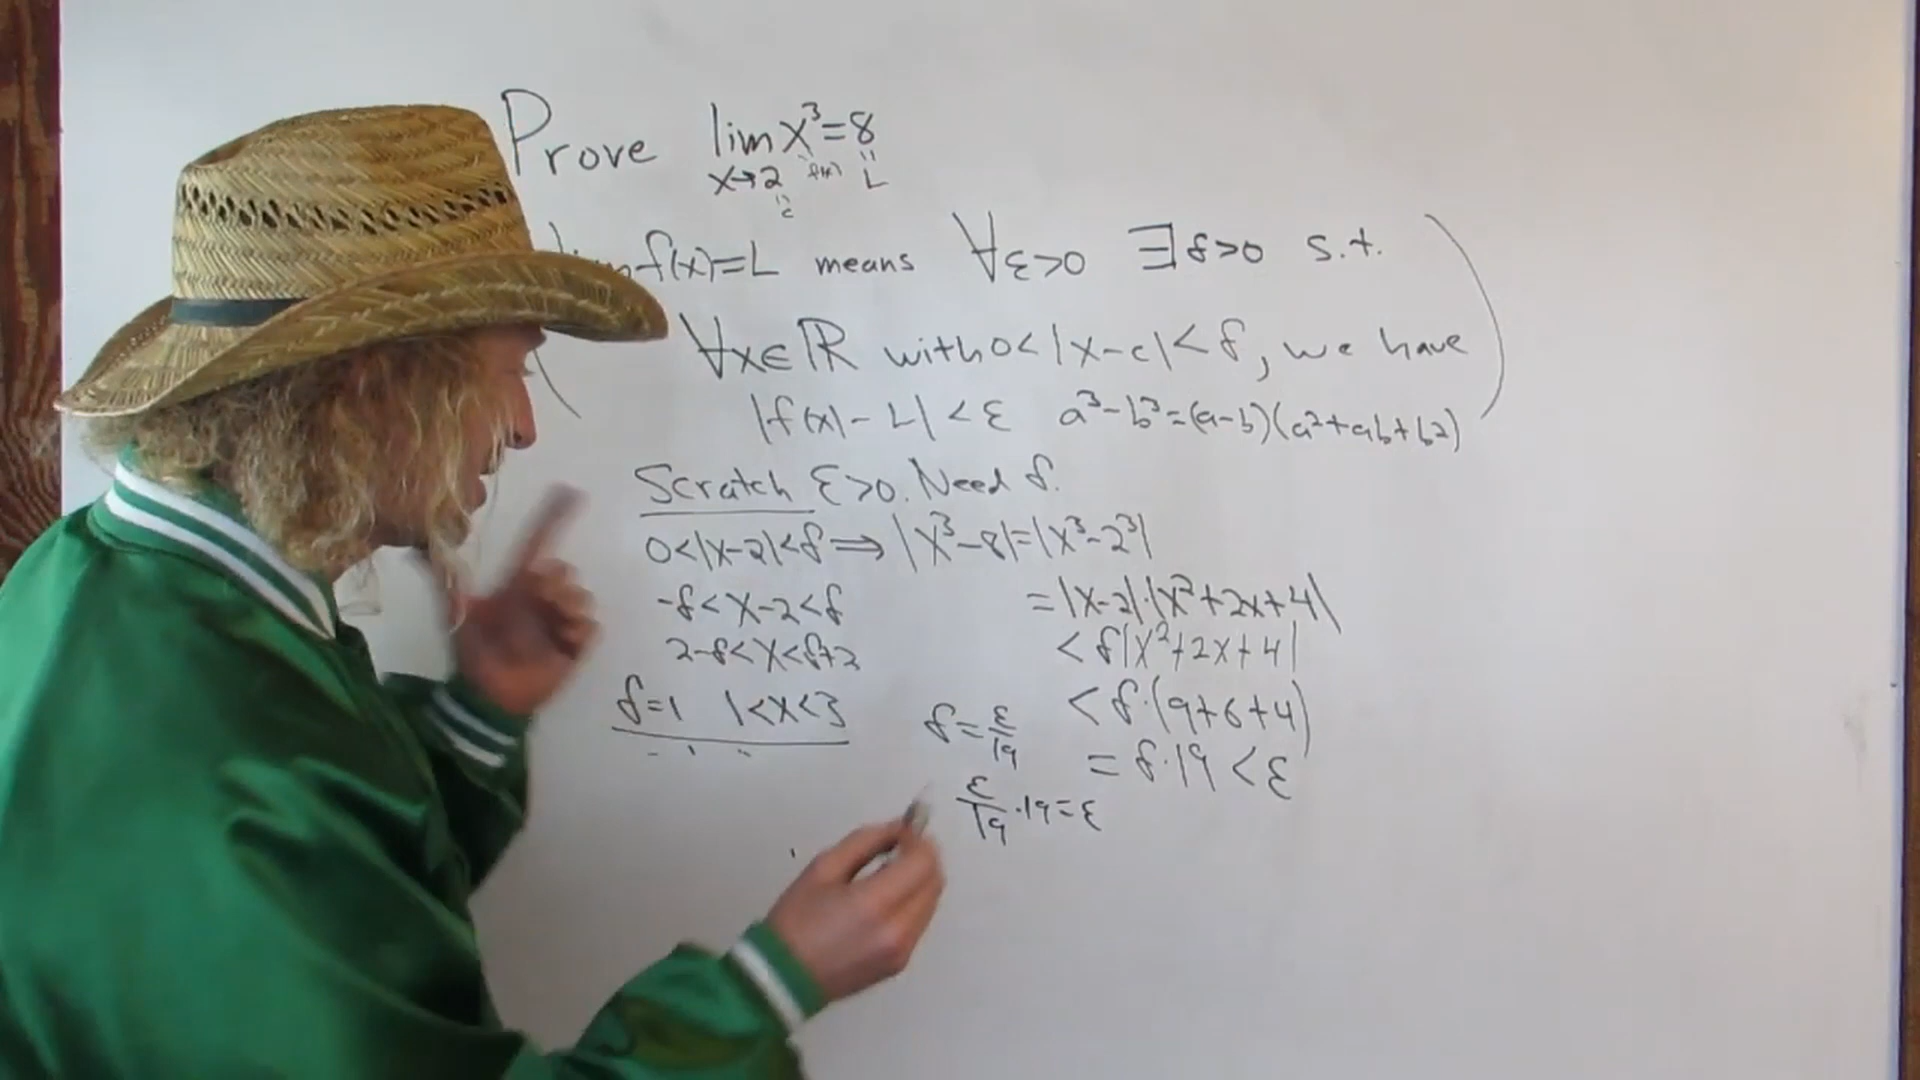 Prove lim x³=8
x→2 f(x) L
c
f(x)=L means ∀ε>0 ∃δ>0 s.t.
∀x∈ℝ with 0<|x-c|<δ, we have
|f(x)-L|<ε a³-b³=(a-b)(a²+ab+b²)
Scratch ε>0. Need δ.
0<|x-2|<δ ⟹ |x³-8|=|x³-2³|
-δ<x-2<δ =|x-2|·|x²+2x+4|
2-δ<x<δ+2 <δ|x²+2x+4|
δ=1 1<x<3 δ=ε/19 <δ·(9+6+4)
=δ·19<ε
ε/19·19=ε